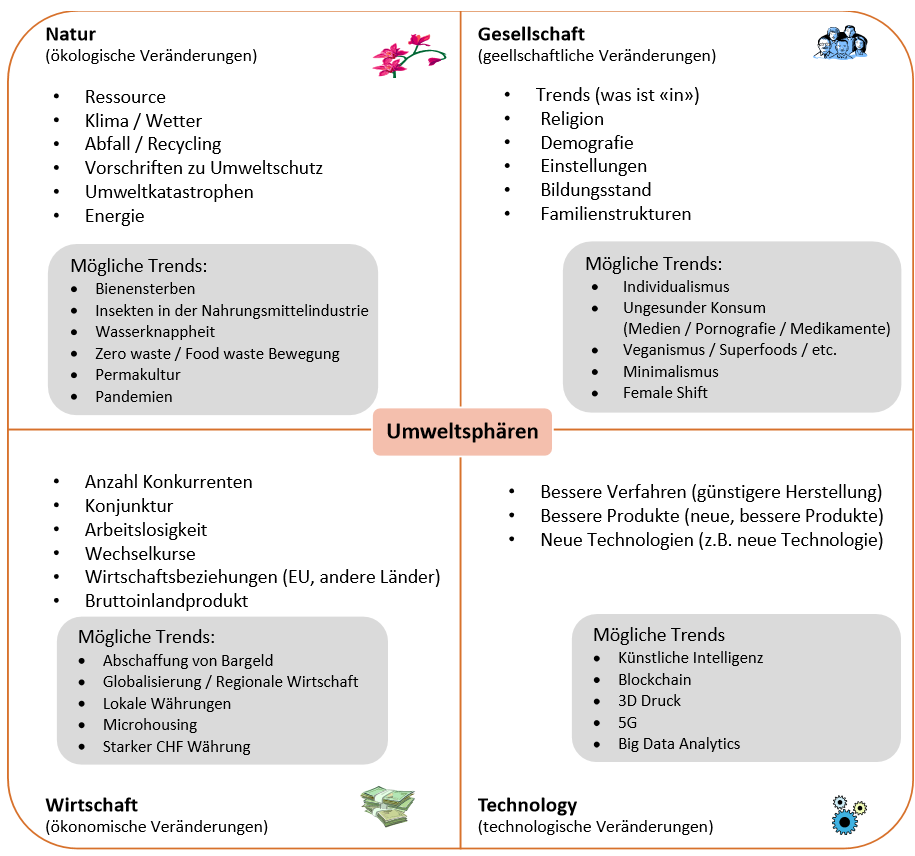 Natur
(ökologische Veränderungen)
• Ressource
• Klima / Wetter
• Abfall / Recycling
• Vorschriften zu Umweltschutz
• Umweltkatastrophen
• Energie
Mögliche Trends:
• Bienensterben
• Insekten in der Nahrungsmittelindustrie
• Wasserknappheit
• Zero waste / Food waste Bewegung
• Permakultur
• Pandemien
Gesellschaft
(geellschaftliche Veränderungen)
• Trends (was ist «in»)
• Religion
• Demografie
• Einstellungen
• Bildungsstand
• Familienstrukturen
Mögliche Trends:
• Individualismus
• Ungesunder Konsum
(Medien / Pornografie / Medikamente)
• Veganismus / Superfoods / etc.
• Minimalismus
• Female Shift
Umweltsphären
• Anzahl Konkurrenten
• Konjunktur
• Arbeitslosigkeit
• Wechselkurse
• Wirtschaftsbeziehungen (EU, andere Länder)
• Bruttoinlandprodukt
Mögliche Trends:
• Abschaffung von Bargeld
• Globalisierung / Regionale Wirtschaft
• Lokale Währungen
• Microhousing
• Starker CHF Währung
Wirtschaft
(ökonomische Veränderungen)
• Bessere Verfahren (günstigere Herstellung)
• Bessere Produkte (neue, bessere Produkte)
• Neue Technologien (z.B. neue Technologie)
Mögliche Trends
• Künstliche Intelligenz
• Blockchain
• 3D Druck
• 5G
• Big Data Analytics
Technology
(technologische Veränderungen)